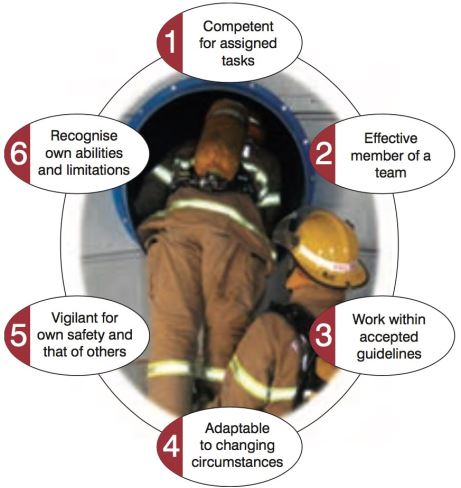 1
Competent
for assigned
tasks
2
Effective
member of a
team
3
Work within
accepted
guidelines
4
Adaptable
to changing
circumstances
5
Vigilant for
own safety and
that of others
6
Recognise
own abilities
and limitations